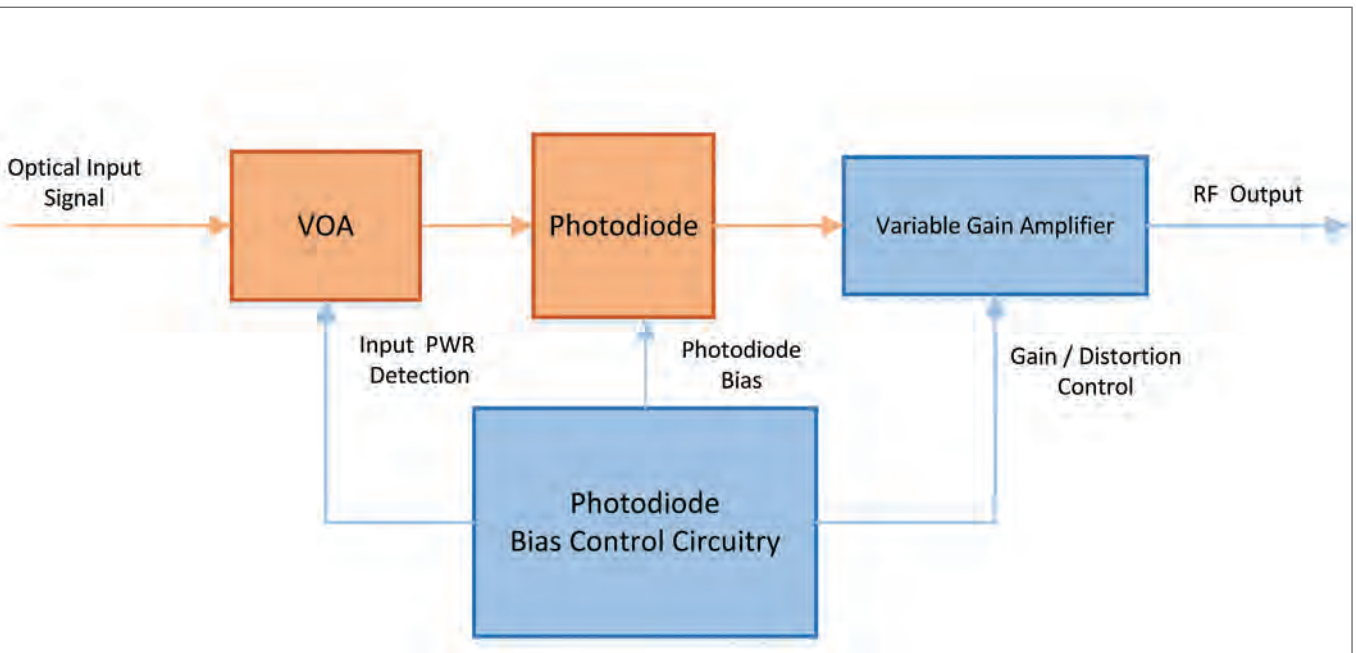 Optical Input
Signal
VOA
Photodiode
Variable Gain Amplifier
RF Output
Input PWR
Detection
Photodiode
Bias
Gain / Distortion
Control
Photodiode
Bias Control Circuitry